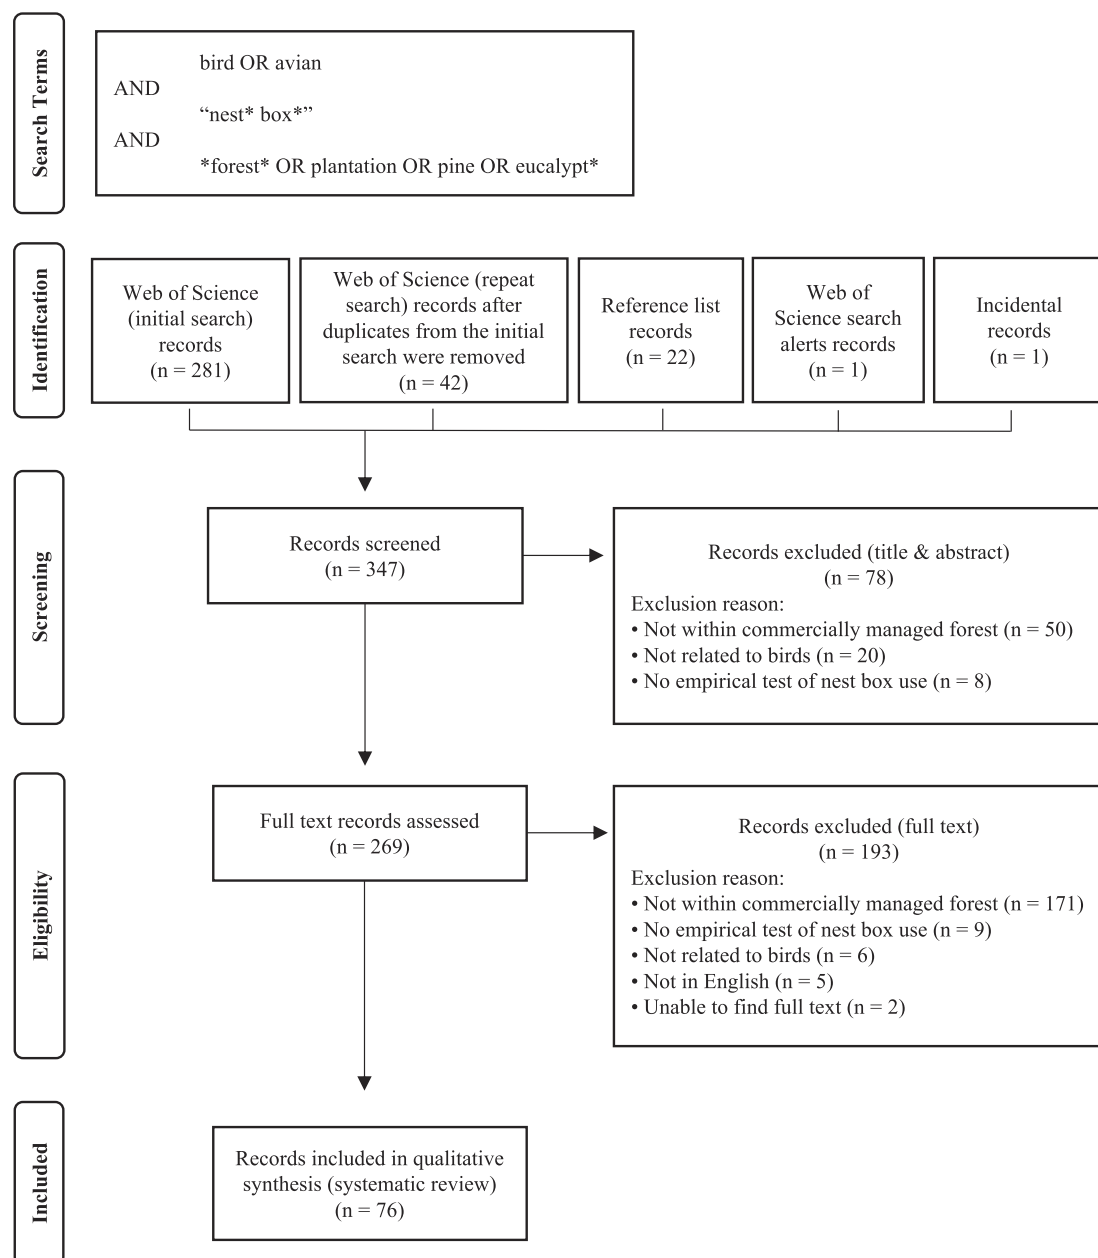 Search Terms
bird OR avian
AND
“nest* box*”
AND
*forest* OR plantation OR pine OR eucalypt*
Identification
Web of Science
(initial search)
records
(n = 281)
Web of Science (repeat
search) records after
duplicates from the initial
search were removed
(n = 42)
Reference list
records
(n = 22)
Web of
Science search
alerts records
(n = 1)
Incidental
records
(n = 1)
Screening
Records screened
(n = 347)
Records excluded (title & abstract)
(n = 78)
Exclusion reason:
• Not within commercially managed forest (n = 50)
• Not related to birds (n = 20)
• No empirical test of nest box use (n = 8)
Eligibility
Full text records assessed
(n = 269)
Records excluded (full text)
(n = 193)
Exclusion reason:
• Not within commercially managed forest (n = 171)
• No empirical test of nest box use (n = 9)
• Not related to birds (n = 6)
• Not in English (n = 5)
• Unable to find full text (n = 2)
Included
Records included in qualitative
synthesis (systematic review)
(n = 76)